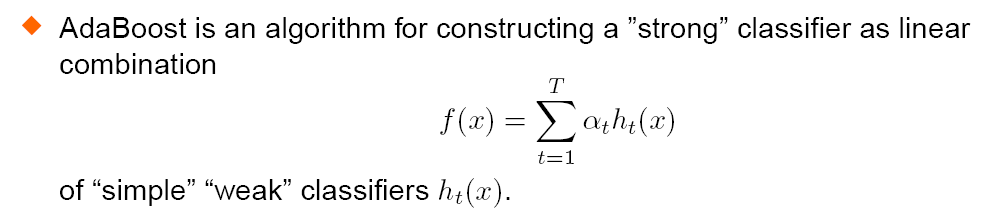 AdaBoost is an algorithm for constructing a ”strong” classifier as linear
combination
f(x) = \sum_{t=1}^{T} α_t h_t(x)
of “simple” “weak” classifiers h_t(x).